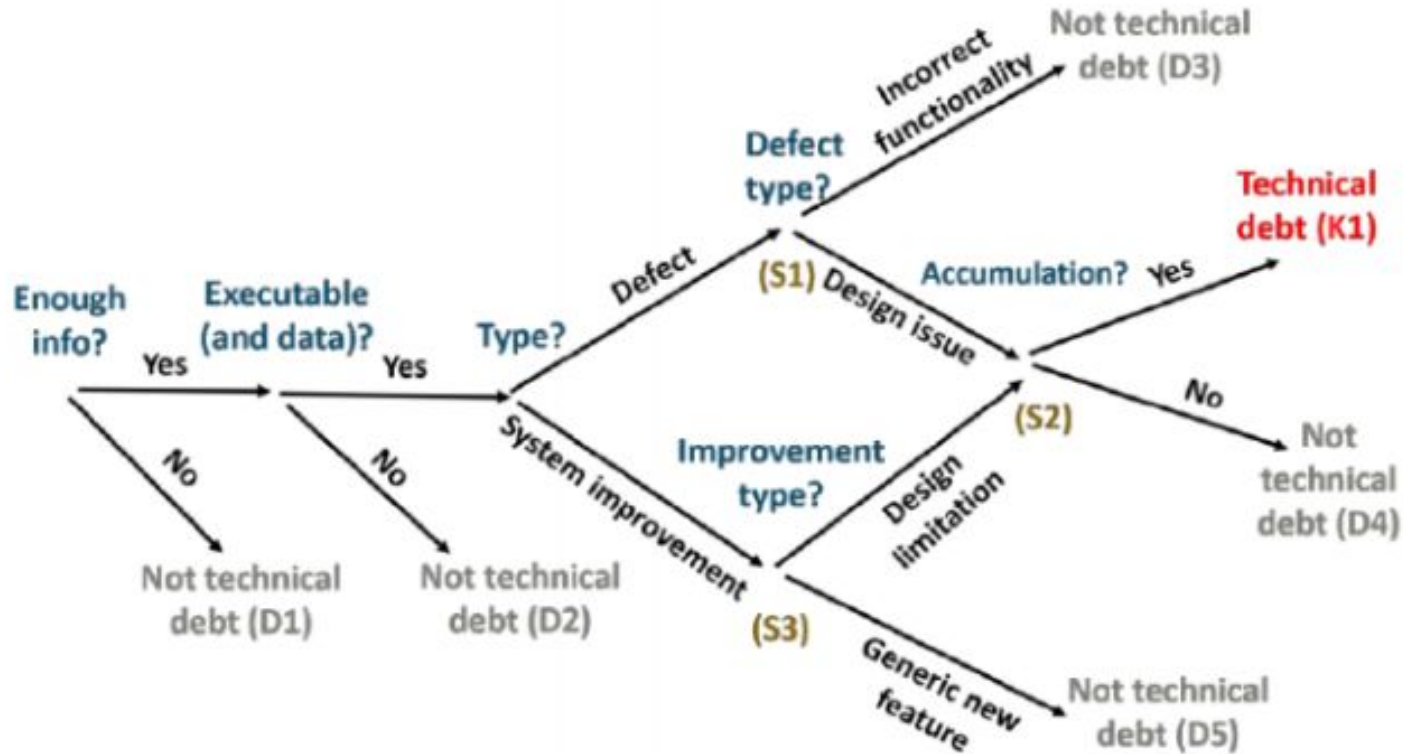 Enough
info?
Yes
No
Not technical
debt (D1)
Executable
(and data)?
Yes
No
Not technical
debt (D2)
Type?
Defect
System improvement
Defect
type?
(S1)
Incorrect
functionality
Not technical
debt (D3)
Design issue
Improvement
type?
(S3)
Design
limitation
Generic new
feature
Not technical
debt (D5)
Accumulation?
(S2)
Yes
Technical
debt (K1)
No
Not
technical
debt (D4)